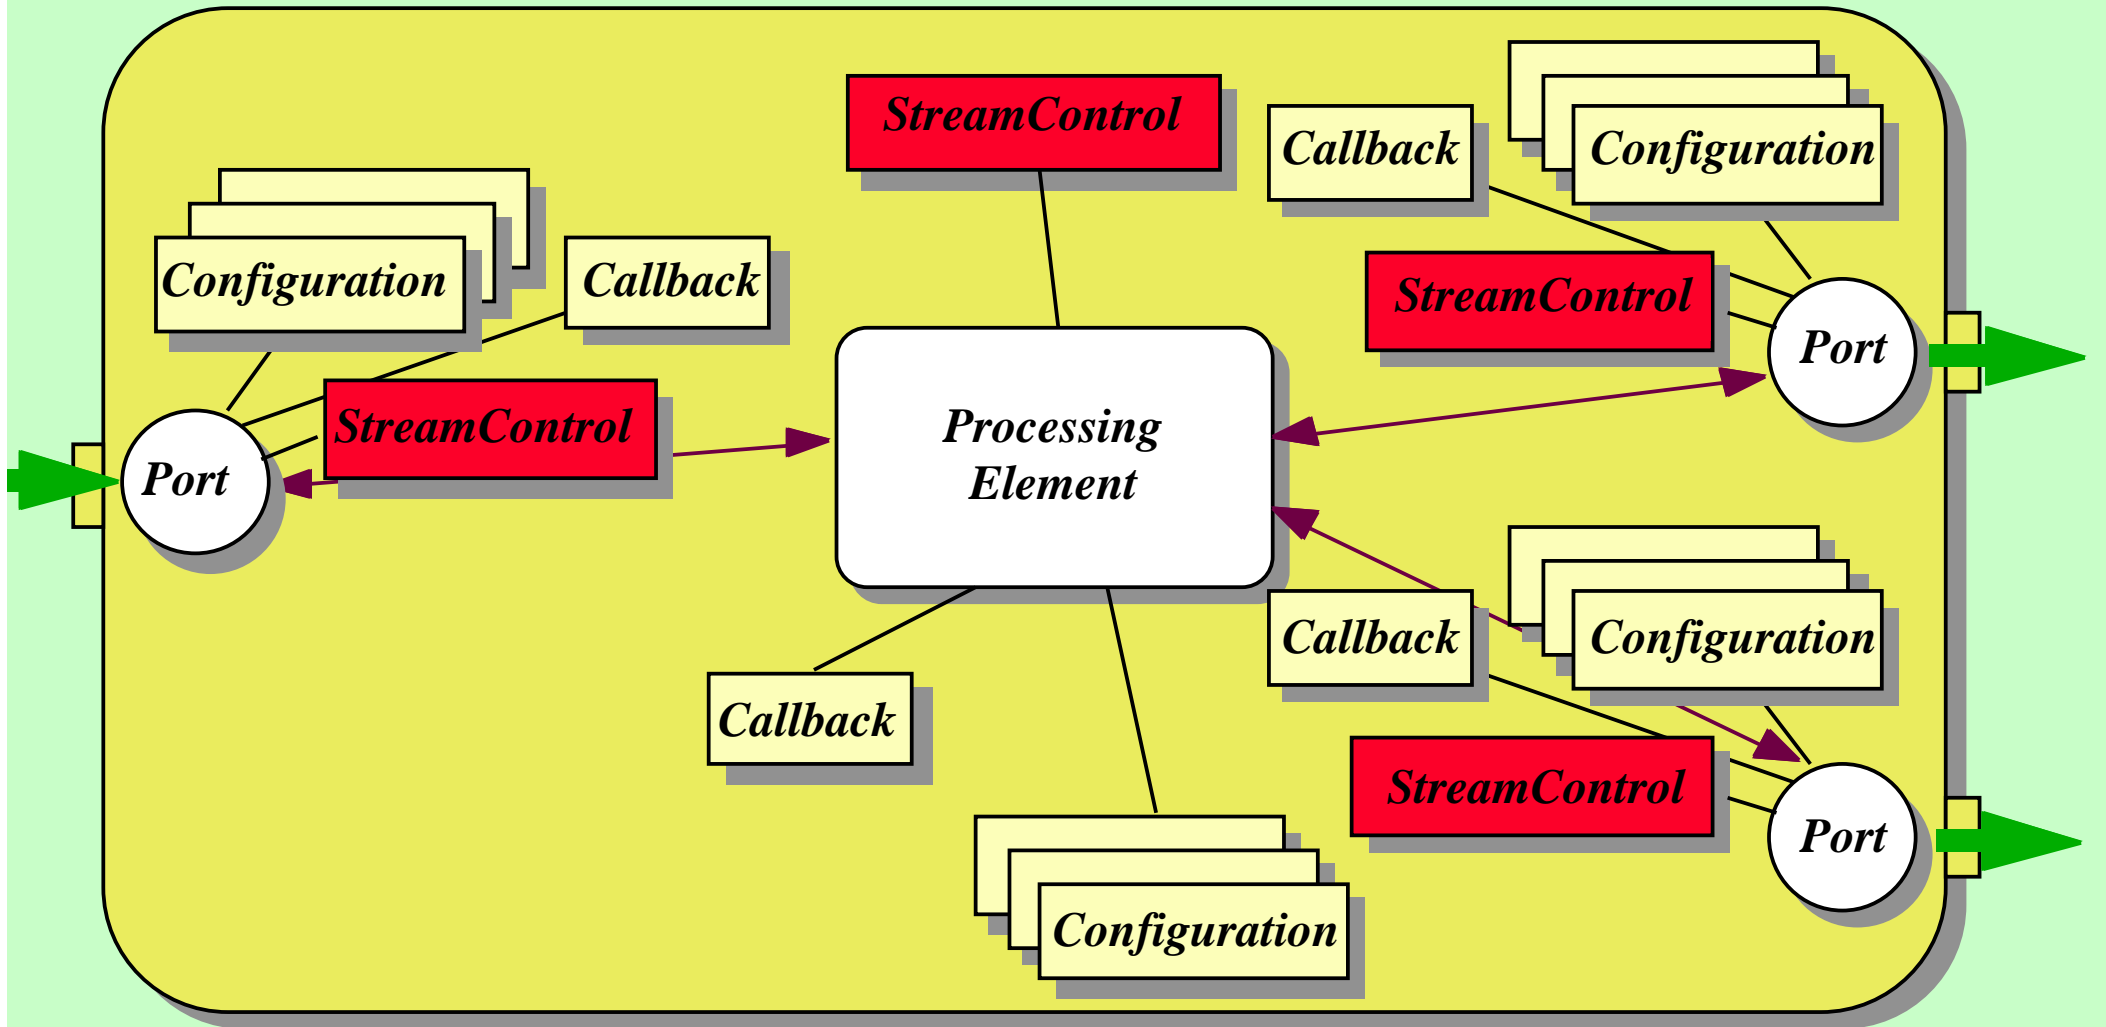 StreamControl
Callback
Configuration
Configuration
Callback
StreamControl
Port
StreamControl
Port
Processing
Element
Callback
Configuration
StreamControl
Port
Callback
Configuration